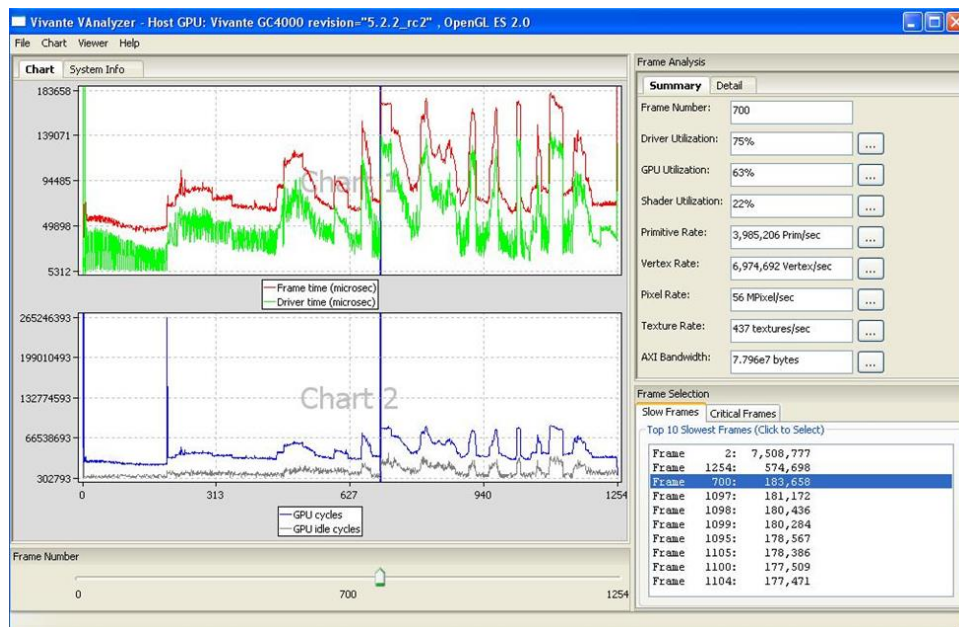 Vivante VAnalyzer - Host GPU: Vivante GC4000 revision="5.2.2_rc2" , OpenGL ES 2.0
File Chart Viewer Help
Chart System Info
183658
139071
94485
49898
5312
Chart 1
Frame time (microsec)
Driver time (microsec)
265246393
199010493
132774593
66538693
302793
Chart 2
0 313 627 940 1254
GPU cycles
GPU idle cycles
Frame Number
0 700 1254
Frame Analysis
Summary Detail
Frame Number: 700
Driver Utilization: 75% ...
GPU Utilization: 63% ...
Shader Utilization: 22% ...
Primitive Rate: 3,985,206 Prim/sec ...
Vertex Rate: 6,974,692 Vertex/sec ...
Pixel Rate: 56 MPixel/sec ...
Texture Rate: 437 textures/sec ...
AXI Bandwidth: 7.796e7 bytes ...
Frame Selection
Slow Frames Critical Frames
Top 10 Slowest Frames (Click to Select)
Frame 2: 7,508,777
Frame 1254: 574,698
Frame 700: 183,658
Frame 1097: 181,172
Frame 1098: 180,436
Frame 1099: 180,284
Frame 1095: 178,567
Frame 1105: 178,386
Frame 1100: 177,509
Frame 1104: 177,471